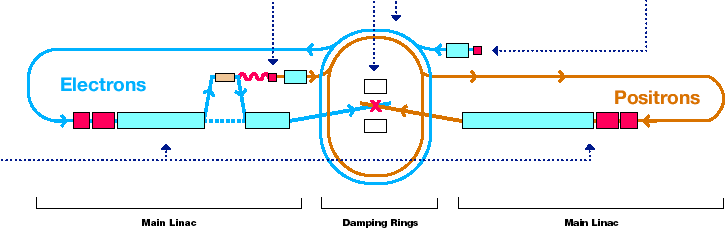 Electrons
Positrons
Main Linac
Damping Rings
Main Linac